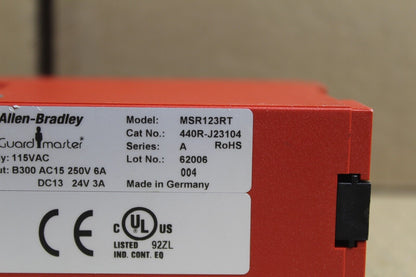 Allen-Bradley Model: MSR123RT
Guardmaster® Cat No.: 440R-J23104
Series: A RoHS
y: 115VAC Lot No.: 62006
ut: B300 AC15 250V 6A 004
DC13 24V 3A Made in Germany
CE C UL US
LISTED 92ZL
IND. CONT. EQ